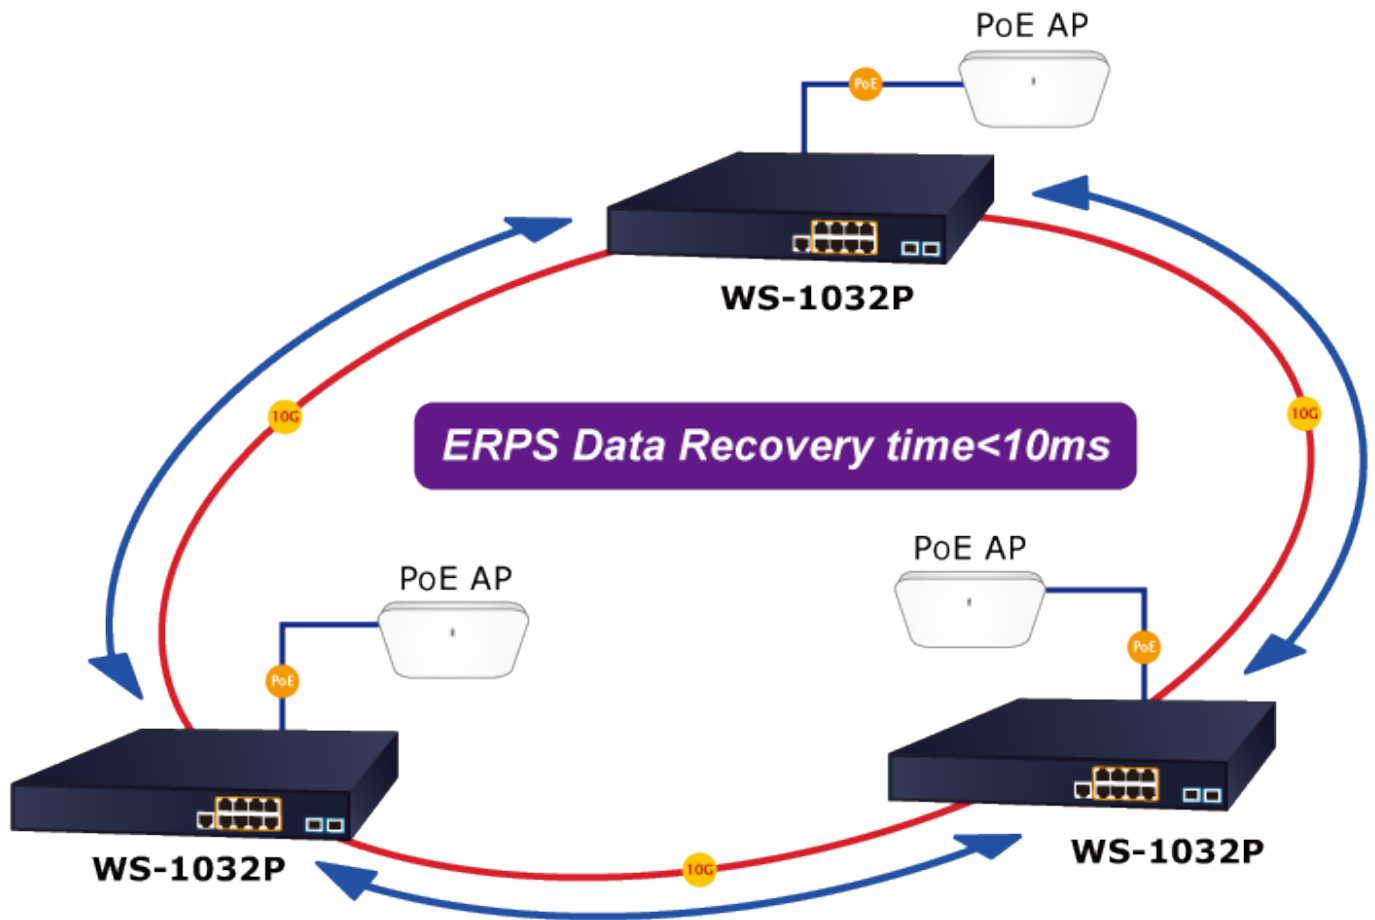 PoE AP
PoE
WS-1032P
10G
10G
ERPS Data Recovery time<10ms
PoE AP
PoE AP
PoE
PoE
WS-1032P
WS-1032P
10G